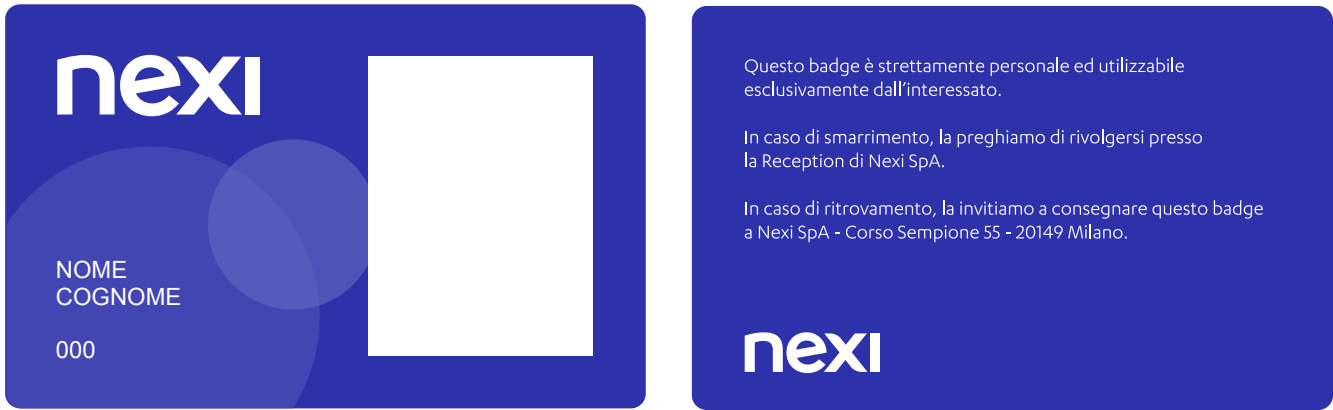 nexi
NOME
COGNOME
000
Questo badge è strettamente personale ed utilizzabile
esclusivamente dall'interessato.
In caso di smarrimento, la preghiamo di rivolgersi presso
la Reception di Nexi SpA.
In caso di ritrovamento, la invitiamo a consegnare questo badge
a Nexi SpA - Corso Sempione 55 - 20149 Milano.
nexi